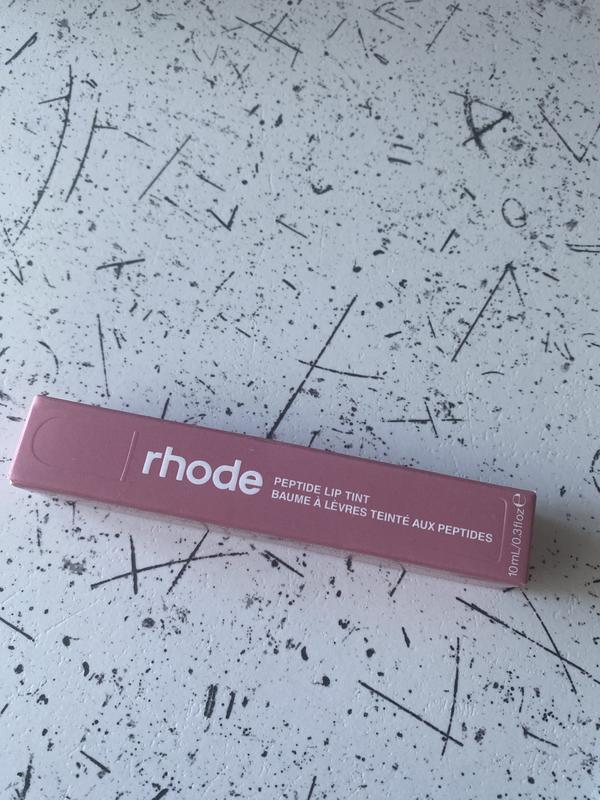 rhode
PEPTIDE LIP TINT
BAUME À LÈVRES TEINTÉ AUX PEPTIDES
10 mL/0.3 fl oz ℮